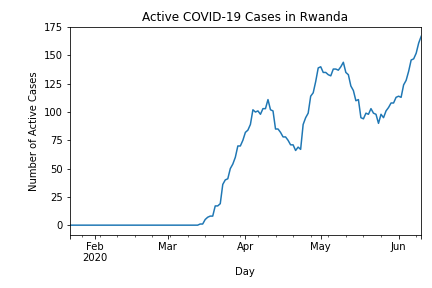 Active COVID-19 Cases in Rwanda
Number of Active Cases
175
150
125
100
75
50
25
0
Feb
2020
Mar
Apr
May
Jun
Day